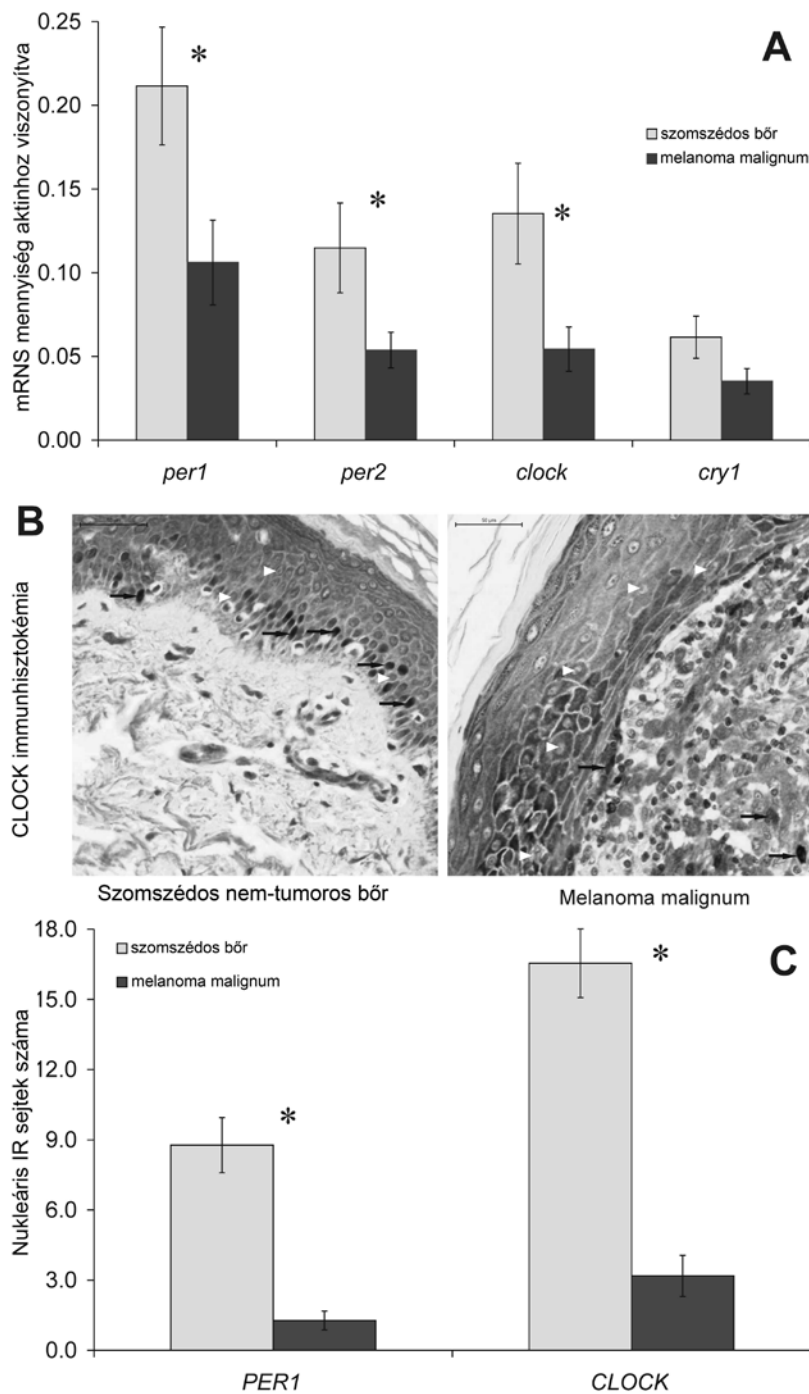 A
mRNS mennyiség aktinhoz viszonyítva
0.25
0.20
0.15
0.10
0.05
0.00
*
*
*
szomszédos bőr
melanoma malignum
per1 per2 clock cry1
B
CLOCK immunhisztokémia
50 µm
Szomszédos nem-tumoros bőr
Melanoma malignum
C
Nukleáris IR sejtek száma
18.0
15.0
12.0
9.0
6.0
3.0
0.0
szomszédos bőr
melanoma malignum
*
*
PER1 CLOCK